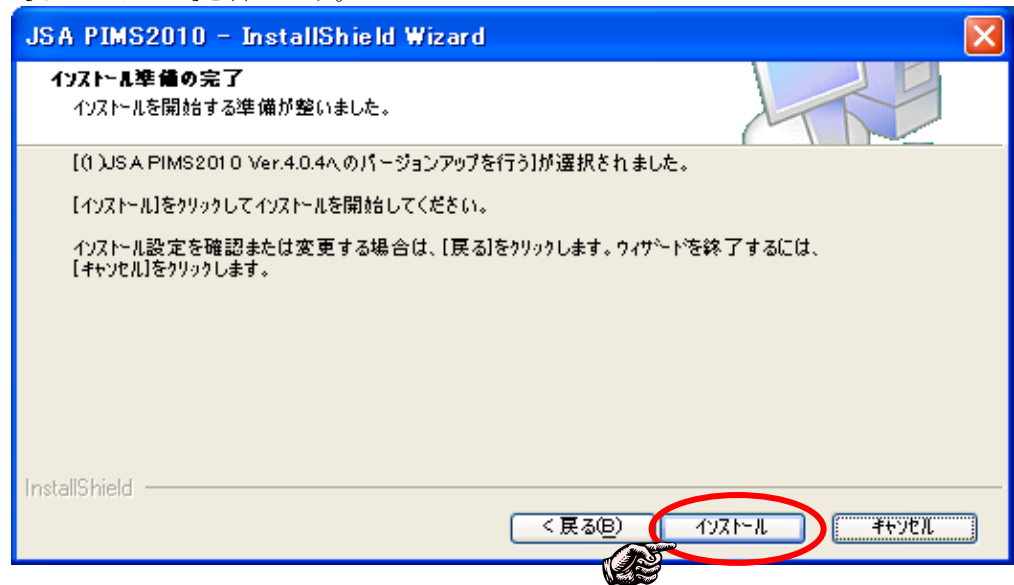 JSA PIMS2010 - InstallShield Wizard
インストール準備の完了
インストールを開始する準備が整いました。
[(1)JSA PIMS2010 Ver.4.0.4へのバージョンアップを行う]が選択されました。
[インストール]をクリックしてインストールを開始してください。
インストール設定を確認または変更する場合は、[戻る]をクリックします。ウィザードを終了するには、
[キャンセル]をクリックします。
InstallShield
< 戻る(B) インストール キャンセル